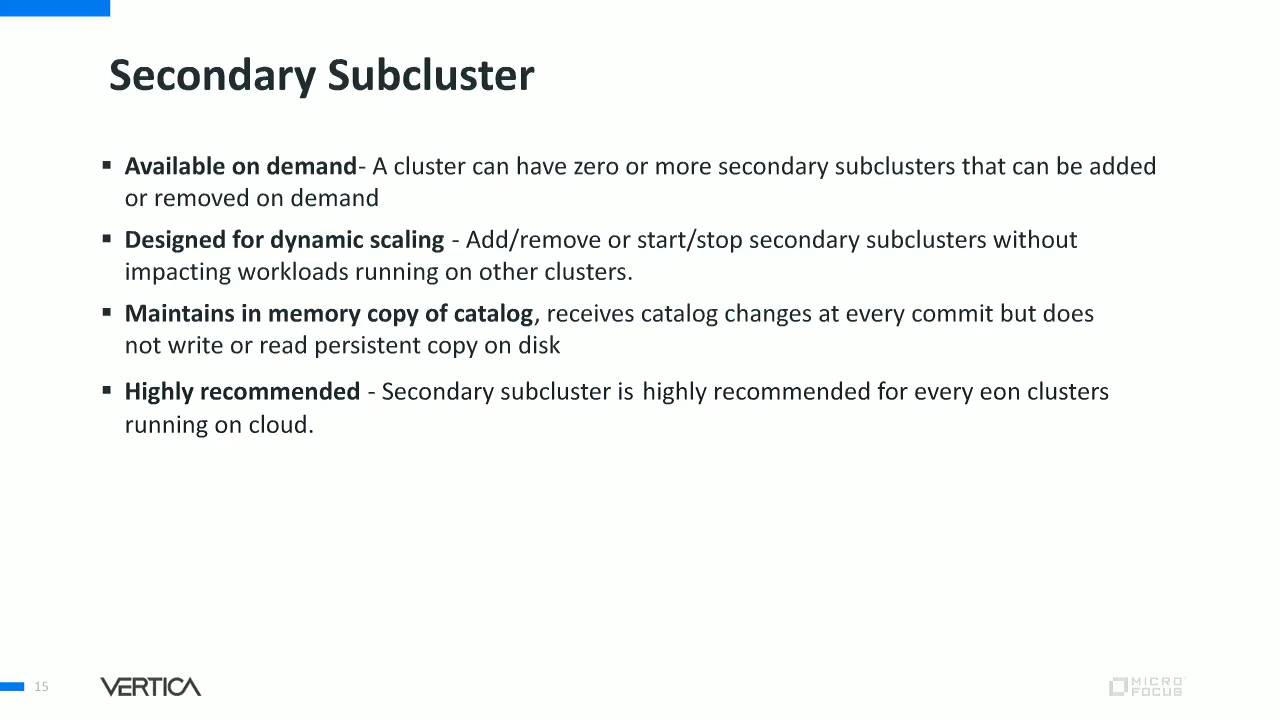 Secondary Subcluster
▪ Available on demand- A cluster can have zero or more secondary subclusters that can be added
or removed on demand
▪ Designed for dynamic scaling - Add/remove or start/stop secondary subclusters without
impacting workloads running on other clusters.
▪ Maintains in memory copy of catalog, receives catalog changes at every commit but does
not write or read persistent copy on disk
▪ Highly recommended - Secondary subcluster is highly recommended for every eon clusters
running on cloud.
15
VERTICA
MICRO
FOCUS